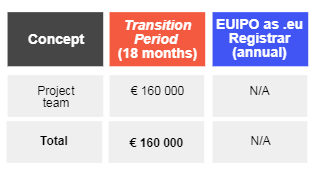 Concept
Transition
Period
(18 months)
EUIPO as .eu
Registrar
(annual)
Project
team
€ 160 000
N/A
Total
€ 160 000
N/A